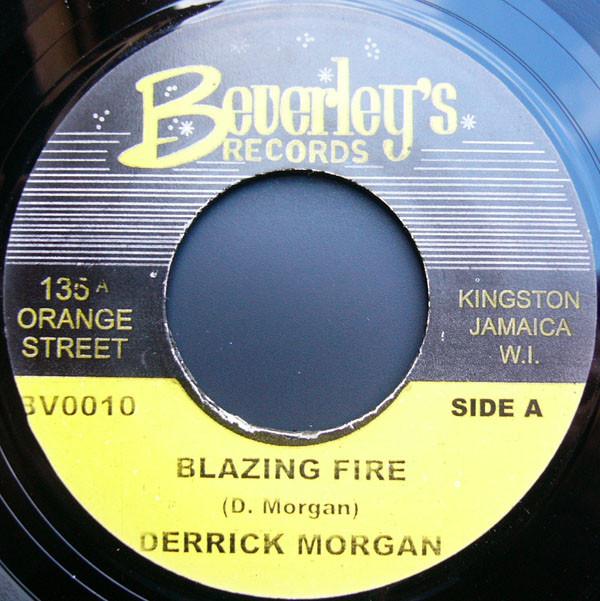 Beverley's
RECORDS
135 A
ORANGE
STREET
KINGSTON
JAMAICA
W.I.
BV0010
SIDE A
BLAZING FIRE
(D. Morgan)
DERRICK MORGAN